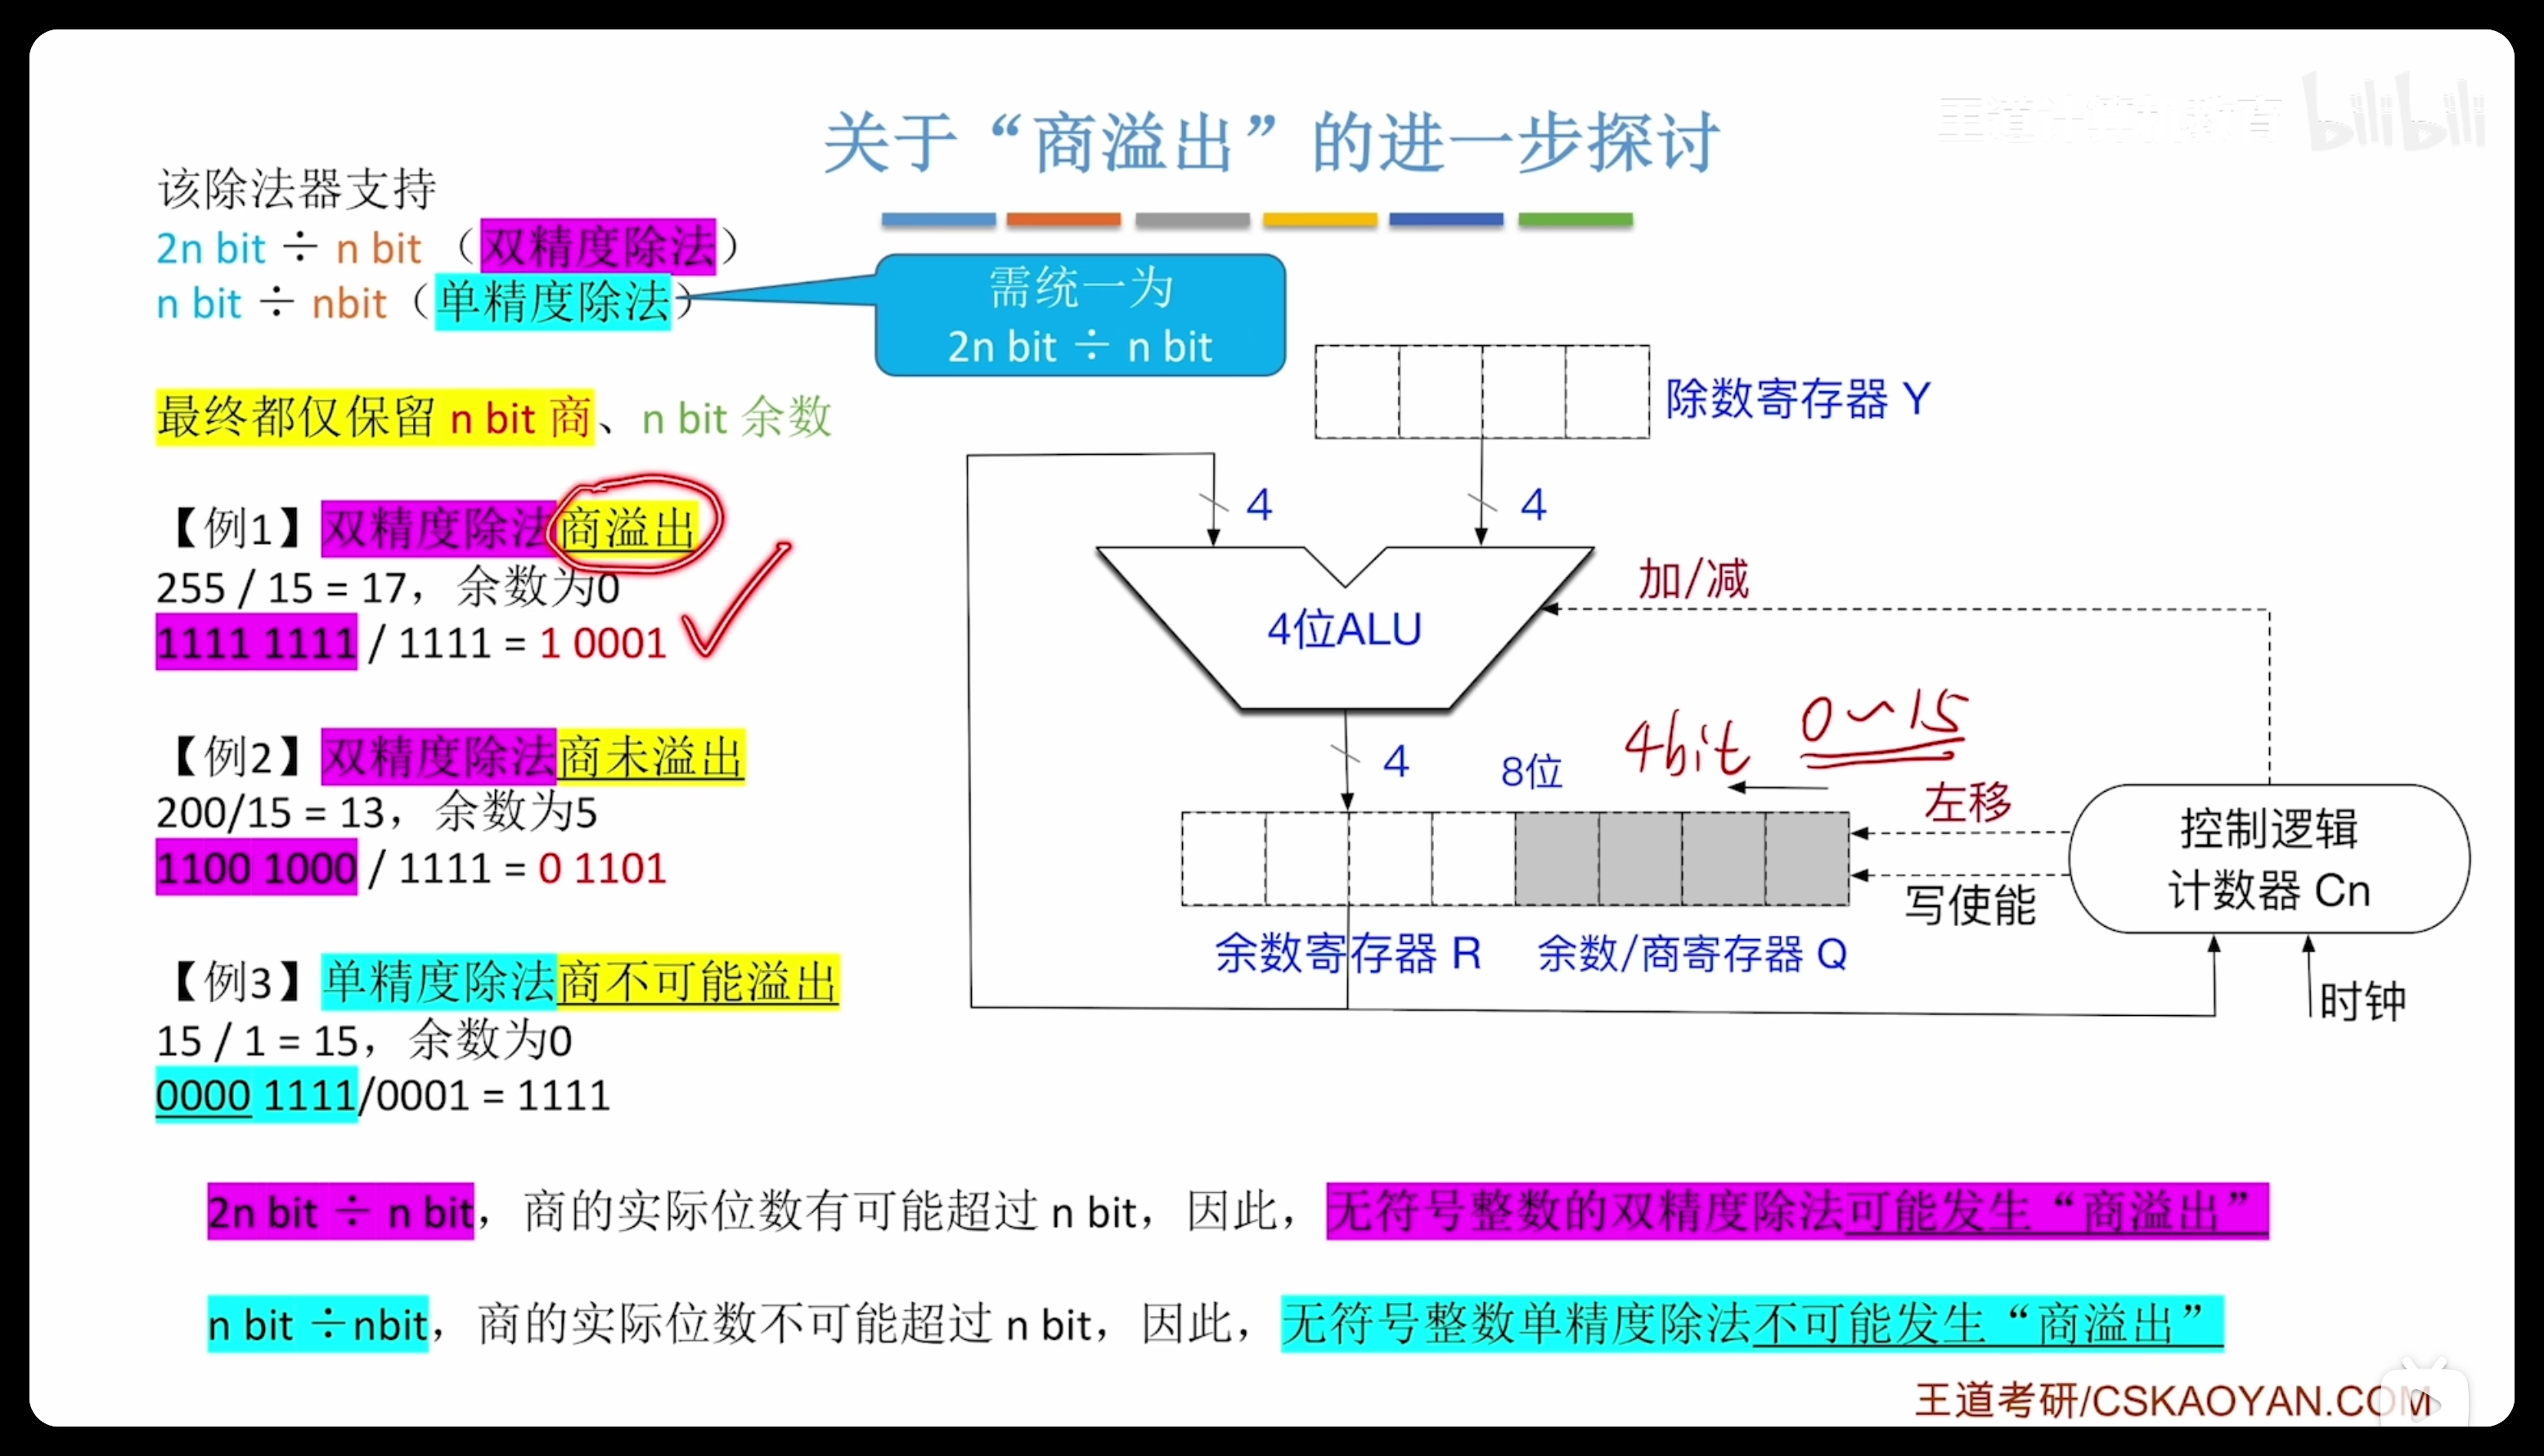 王道计算机教育 bilibili
关于“商溢出”的进一步探讨
该除法器支持
2n bit ÷ n bit （双精度除法）
n bit ÷ nbit（单精度除法）
需统一为
2n bit ÷ n bit
最终都仅保留 n bit 商、n bit 余数
【例1】双精度除法商溢出
255 / 15 = 17，余数为0
1111 1111 / 1111 = 1 0001
【例2】双精度除法商未溢出
200/15 = 13，余数为5
1100 1000 / 1111 = 0 1101
【例3】单精度除法商不可能溢出
15 / 1 = 15，余数为0
0000 1111/0001 = 1111
除数寄存器 Y
4
4
加/减
4位ALU
4
8位
4bit 0~15
左移
写使能
控制逻辑
计数器 Cn
余数寄存器 R
余数/商寄存器 Q
时钟
2n bit ÷ n bit，商的实际位数有可能超过 n bit，因此，无符号整数的双精度除法可能发生“商溢出”
n bit ÷nbit，商的实际位数不可能超过 n bit，因此，无符号整数单精度除法不可能发生“商溢出”
王道考研/CSKAOYAN.COM